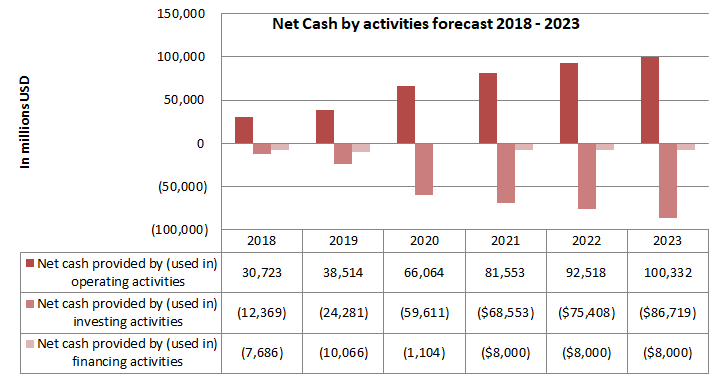 Net Cash by activities forecast 2018 - 2023
In millions USD
150,000
100,000
50,000
0
(50,000)
(100,000)
2018 2019 2020 2021 2022 2023
Net cash provided by (used in)
operating activities
30,723 38,514 66,064 81,553 92,518 100,332
Net cash provided by (used in)
investing activities
(12,369) (24,281) (59,611) ($68,553) ($75,408) ($86,719)
Net cash provided by (used in)
financing activities
(7,686) (10,066) (1,104) ($8,000) ($8,000) ($8,000)